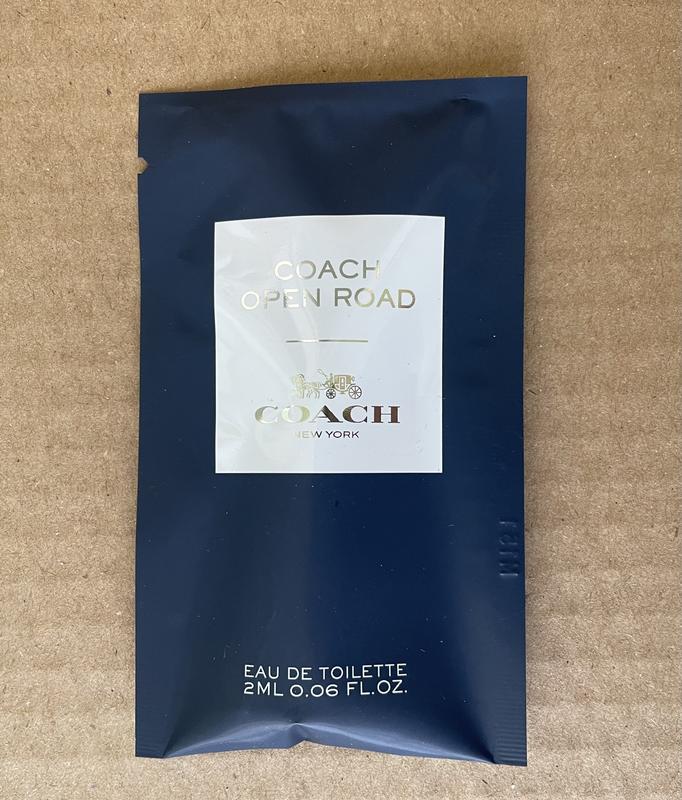 COACH
OPEN ROAD
COACH
NEW YORK
EAU DE TOILETTE
2ML 0.06 FL.OZ.